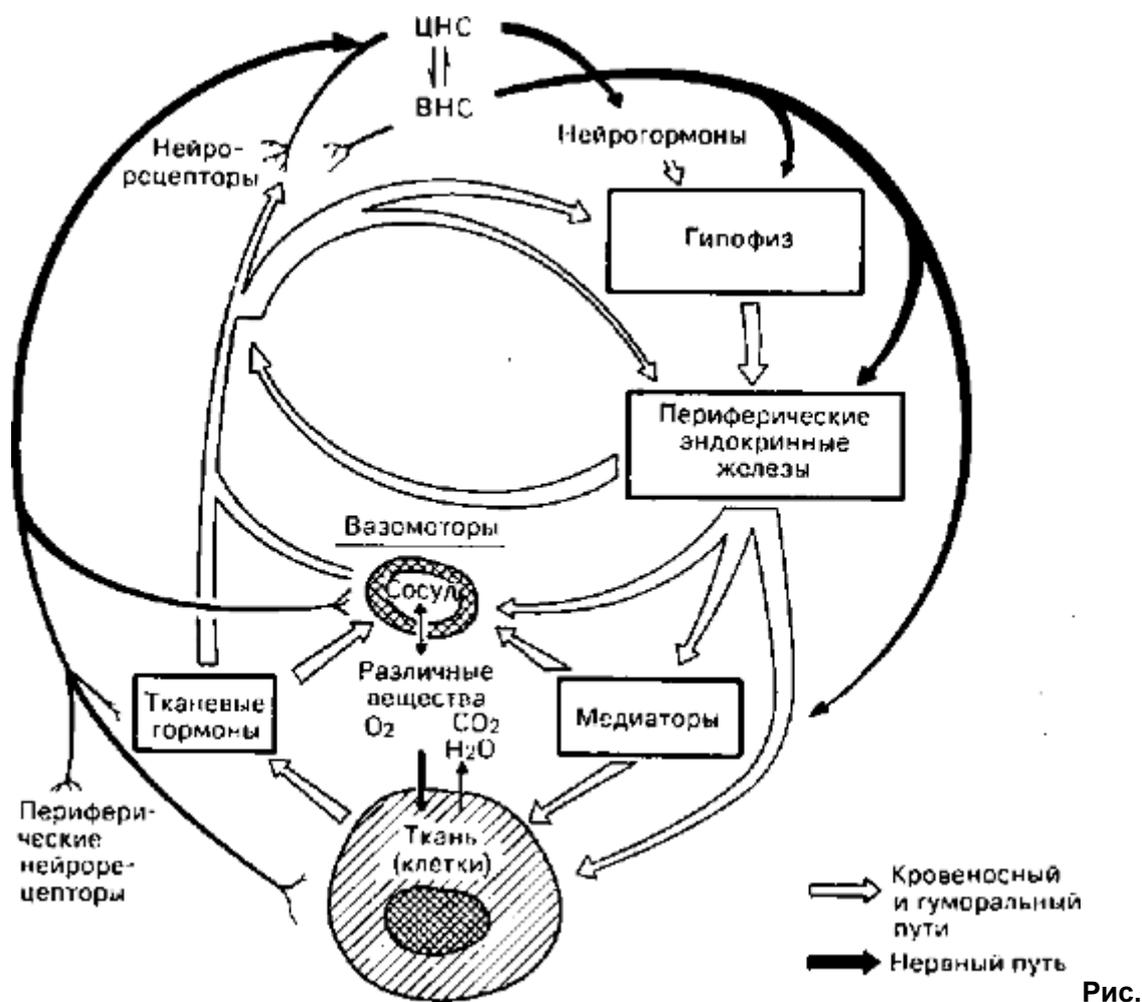 ЦНС
ВНС
Нейро-
рецепторы
Нейрогормоны
Гипофиз
Периферические
эндокринные
железы
Вазомоторы
Сосуд
Различные
вещества
O2
CO2
H2O
Тканевые
гормоны
Медиаторы
Ткань
(клетки)
Перифери-
ческие
нейроре-
цепторы
Кровеносный
и гуморальный
пути
Нервный путь
Рис.